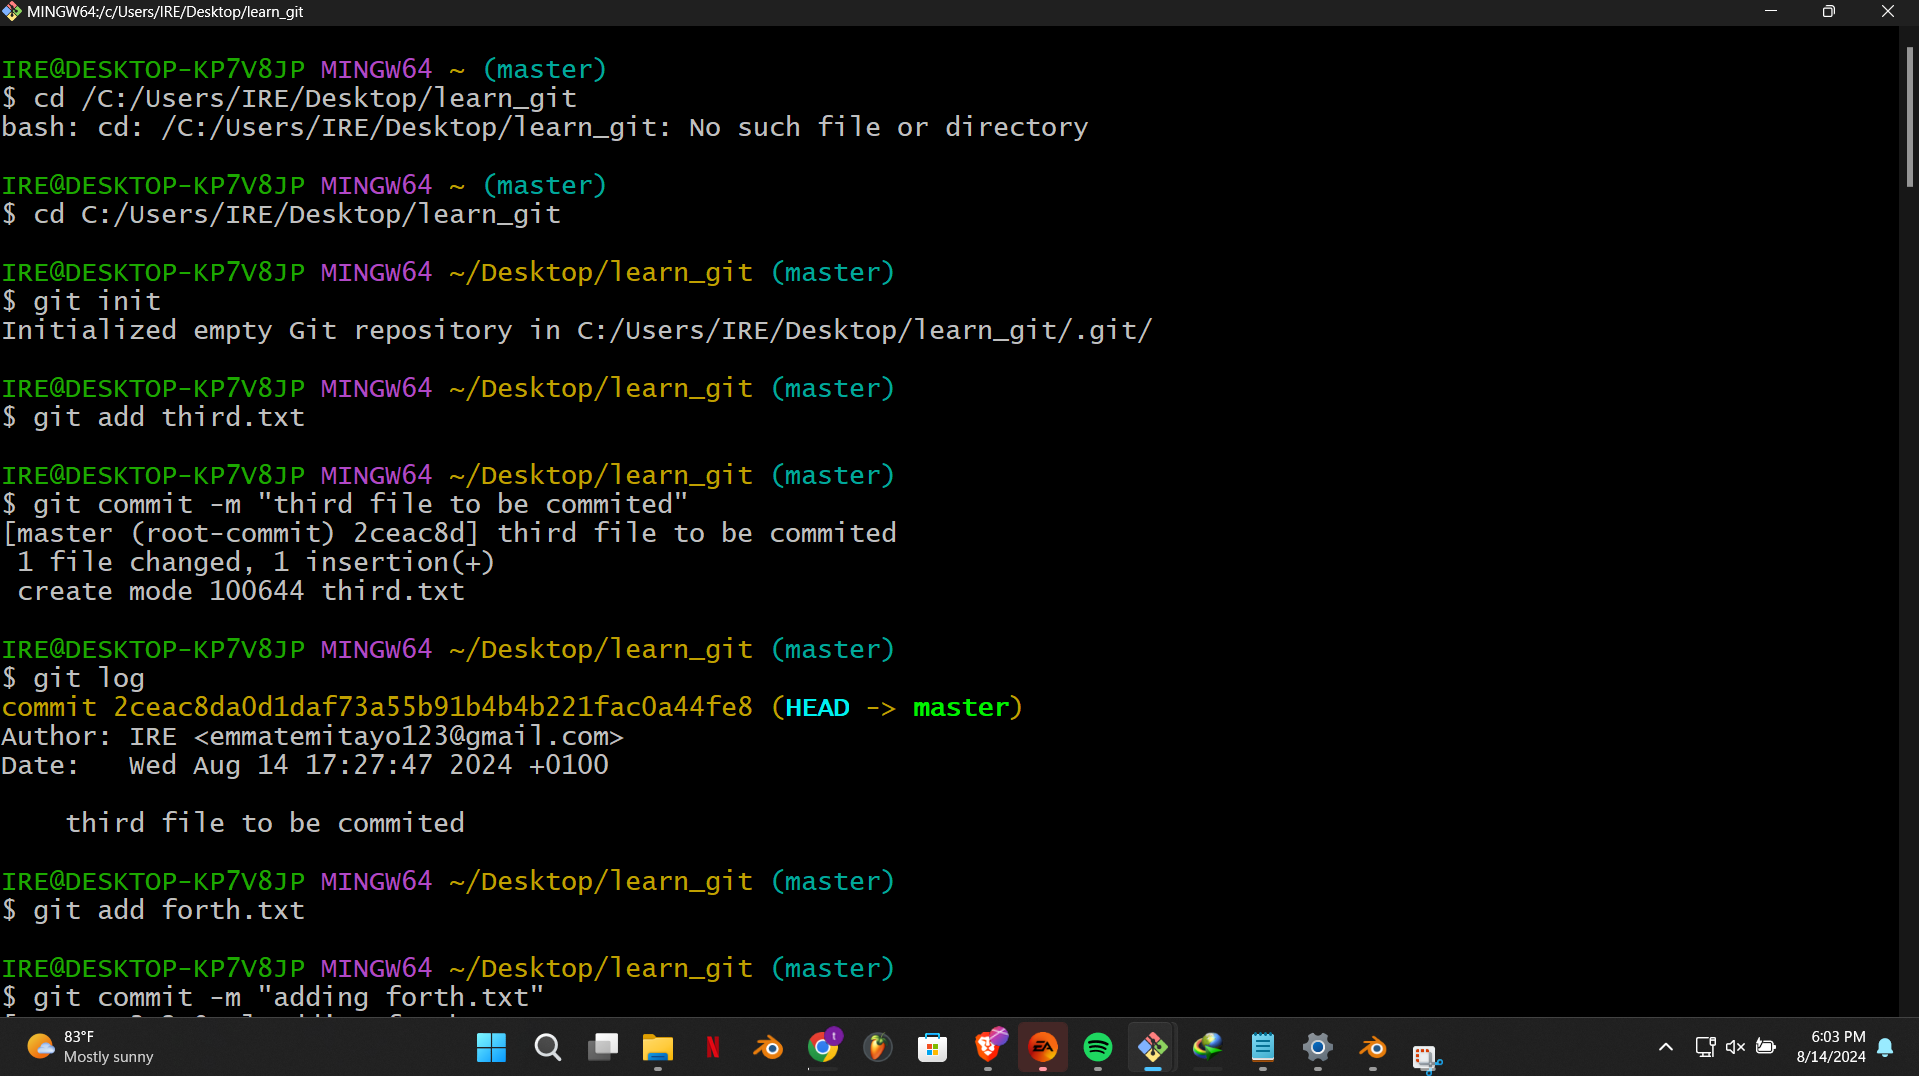 MINGW64:/c/Users/IRE/Desktop/learn_git
IRE@DESKTOP-KP7V8JP MINGW64 ~ (master)
$ cd /C:/Users/IRE/Desktop/learn_git
bash: cd: /C:/Users/IRE/Desktop/learn_git: No such file or directory
IRE@DESKTOP-KP7V8JP MINGW64 ~ (master)
$ cd C:/Users/IRE/Desktop/learn_git
IRE@DESKTOP-KP7V8JP MINGW64 ~/Desktop/learn_git (master)
$ git init
Initialized empty Git repository in C:/Users/IRE/Desktop/learn_git/.git/
IRE@DESKTOP-KP7V8JP MINGW64 ~/Desktop/learn_git (master)
$ git add third.txt
IRE@DESKTOP-KP7V8JP MINGW64 ~/Desktop/learn_git (master)
$ git commit -m "third file to be commited"
[master (root-commit) 2ceac8d] third file to be commited
1 file changed, 1 insertion(+)
create mode 100644 third.txt
IRE@DESKTOP-KP7V8JP MINGW64 ~/Desktop/learn_git (master)
$ git log
commit 2ceac8da0d1daf73a55b91b4b4b221fac0a44fe8 (HEAD -> master)
Author: IRE <emmatemitayo123@gmail.com>
Date:   Wed Aug 14 17:27:47 2024 +0100
third file to be commited
IRE@DESKTOP-KP7V8JP MINGW64 ~/Desktop/learn_git (master)
$ git add forth.txt
IRE@DESKTOP-KP7V8JP MINGW64 ~/Desktop/learn_git (master)
$ git commit -m "adding forth.txt"
83°F
Mostly sunny
N
t
EA
6:03 PM
8/14/2024